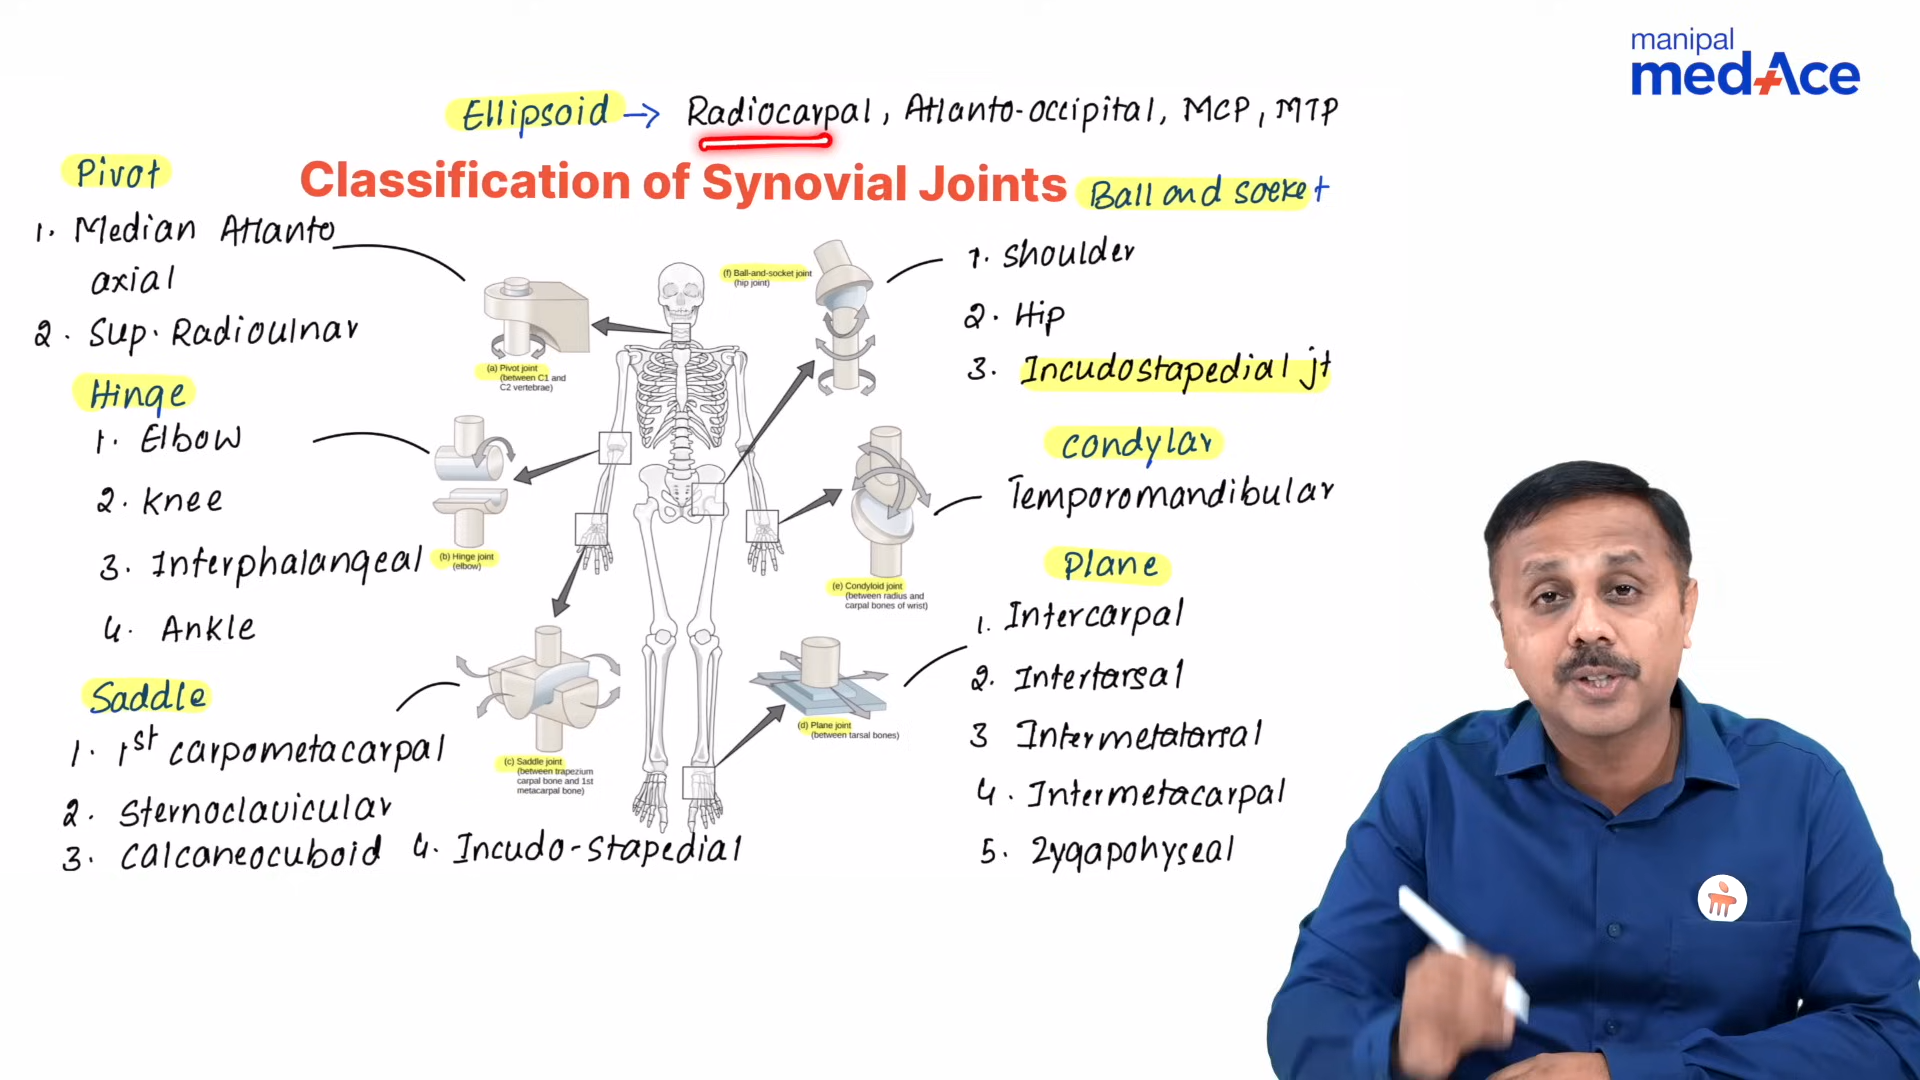 manipal
medAce
Ellipsoid → Radiocarpal, Atlanto-occipital, MCP, MTP
Classification of Synovial Joints
Pivot
1. Median Atlanto
axial
2. Sup. Radioulnar
Hinge
1. Elbow
2. Knee
3. Interphalangeal
4. Ankle
Saddle
1. 1st carpometacarpal
2. Sternoclavicular
3. Calcaneocuboid
4. Incudo-stapedial
(a) Pivot joint
(between C1 and
C2 vertebrae)
(b) Hinge joint
(elbow)
(c) Saddle joint
(between trapezium
carpal bone and 1st
metacarpal bone)
(f) Ball-and-socket joint
(hip joint)
(e) Condyloid joint
(between radius and
carpal bones of wrist)
(d) Plane joint
(between tarsal bones)
Ball and socket
1. Shoulder
2. Hip
3. Incudostapedial jt
Condylar
Temporomandibular
Plane
1. Intercarpal
2. Intertarsal
3 Intermetatarsal
4. Intermetacarpal
5. Zygapohyseal